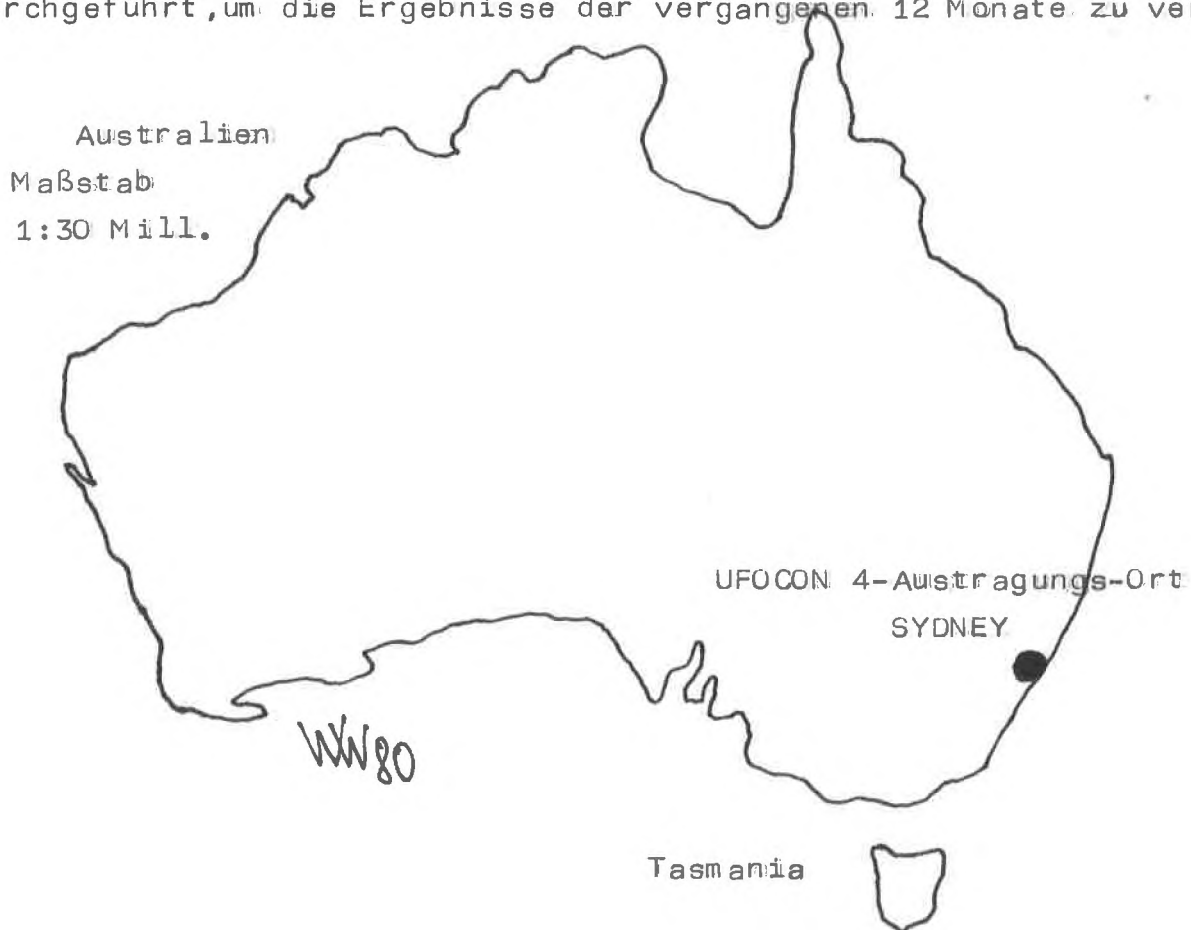 rchgeführt,um die Ergebnisse der vergangenen 12 Monate zu ve
Australien
Maßstab
1:30 Mill.
UFOCON 4-Austragungs-Ort
SYDNEY
WW80
Tasmania